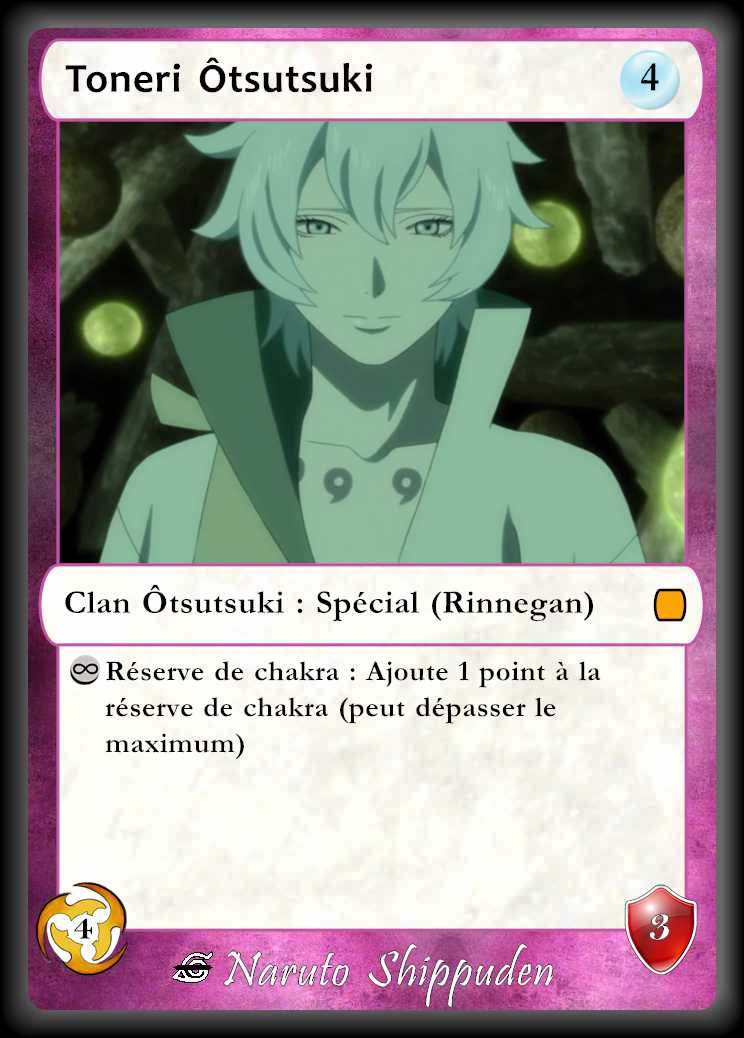 Toneri Ôtsutsuki 4
Clan Ôtsutsuki : Spécial (Rinnegan)
Réserve de chakra : Ajoute 1 point à la
réserve de chakra (peut dépasser le
maximum)
4
3
Naruto Shippuden